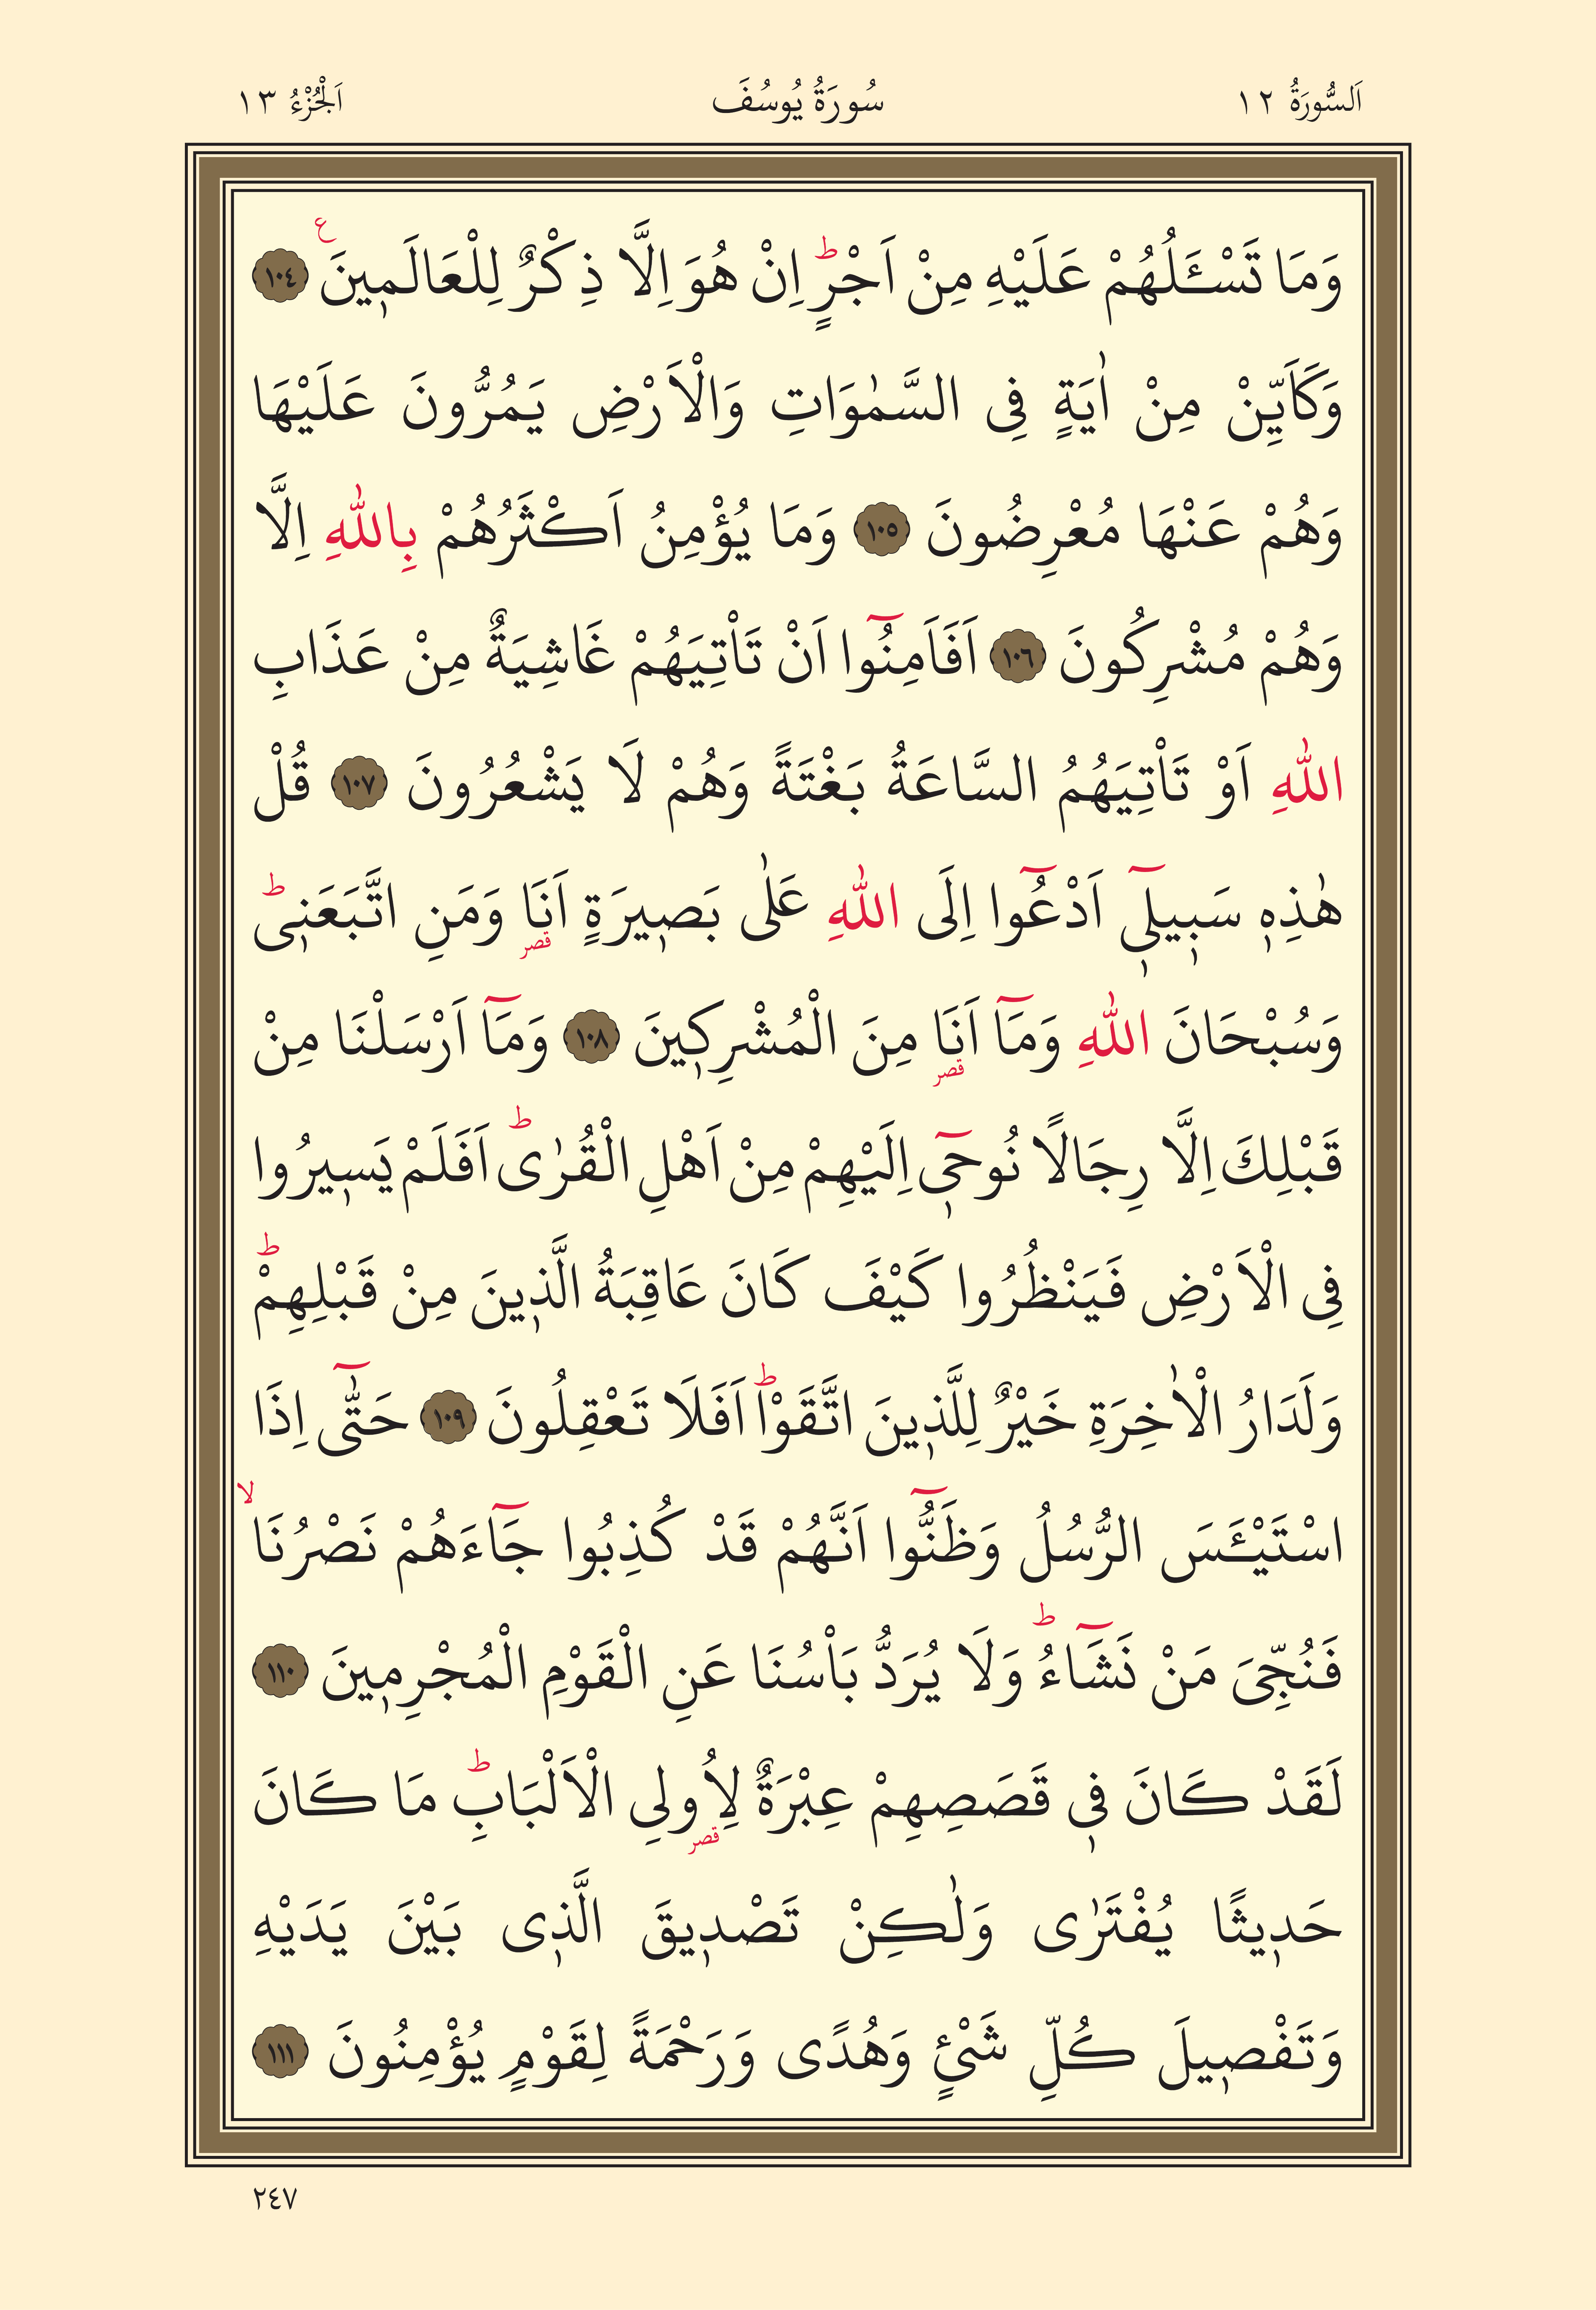 اَلسُّورَةُ ١٢ سُورَةُ يُوسُفَ اَلْجُزْءُ ١٣
وَمَا تَسْـَٔلُهُمْ عَلَيْهِ مِنْ اَجْرٍۜ اِنْ هُوَ اِلَّا ذِكْرٌ لِلْعَالَم۪ينَ ۟ ﴿١٠٤﴾
وَكَاَيِّنْ مِنْ اٰيَةٍ فِى السَّمٰوَاتِ وَالْاَرْضِ يَمُرُّونَ عَلَيْهَا
وَهُمْ عَنْهَا مُعْرِضُونَ ﴿١٠٥﴾ وَمَا يُؤْمِنُ اَكْثَرُهُمْ بِاللّٰهِ اِلَّا
وَهُمْ مُشْرِكُونَ ﴿١٠٦﴾ اَفَاَمِنُٓوا اَنْ تَاْتِيَهُمْ غَاشِيَةٌ مِنْ عَذَابِ
اللّٰهِ اَوْ تَاْتِيَهُمُ السَّاعَةُ بَغْتَةً وَهُمْ لَا يَشْعُرُونَ ﴿١٠٧﴾ قُلْ
هٰذِه۪ سَب۪يل۪ٓى اَدْعُٓوا اِلَى اللّٰهِ عَلٰى بَص۪يرَةٍ اَنَا۬ وَمَنِ اتَّبَعَن۪ىۜ
وَسُبْحَانَ اللّٰهِ وَمَٓا اَنَا۬ مِنَ الْمُشْرِك۪ينَ ﴿١٠٨﴾ وَمَٓا اَرْسَلْنَا مِنْ
قَبْلِكَ اِلَّا رِجَالًا نُوح۪ٓى اِلَيْهِمْ مِنْ اَهْلِ الْقُرٰىۜ اَفَلَمْ يَس۪يرُوا
فِى الْاَرْضِ فَيَنْظُرُوا كَيْفَ كَانَ عَاقِبَةُ الَّذ۪ينَ مِنْ قَبْلِهِمْۜ
وَلَدَارُ الْاٰخِرَةِ خَيْرٌ لِلَّذ۪ينَ اتَّقَوْاۜ اَفَلَا تَعْقِلُونَ ﴿١٠٩﴾ حَتّٰٓى اِذَا
اسْتَيْـَٔسَ الرُّسُلُ وَظَنُّٓوا اَنَّهُمْ قَدْ كُذِبُوا جَٓاءَهُمْ نَصْرُنَاۙ
فَنُجِّىَ مَنْ نَشَٓاءُۜ وَلَا يُرَدُّ بَاْسُنَا عَنِ الْقَوْمِ الْمُجْرِم۪ينَ ﴿١١٠﴾
لَقَدْ كَانَ ف۪ى قَصَصِهِمْ عِبْرَةٌ لِاُو۬لِى الْاَلْبَابِۜ مَا كَانَ
حَد۪يثًا يُفْتَرٰى وَلٰكِنْ تَصْد۪يقَ الَّذ۪ى بَيْنَ يَدَيْهِ
وَتَفْص۪يلَ كُلِّ شَىْءٍ وَهُدًى وَرَحْمَةً لِقَوْمٍ يُؤْمِنُونَ ﴿١١١﴾
٢٤٧